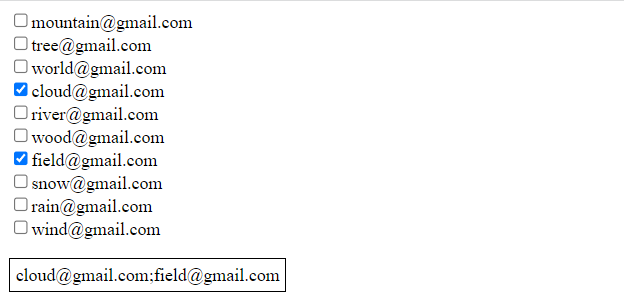 mountain@gmail.com
tree@gmail.com
world@gmail.com
cloud@gmail.com
river@gmail.com
wood@gmail.com
field@gmail.com
snow@gmail.com
rain@gmail.com
wind@gmail.com
cloud@gmail.com;field@gmail.com